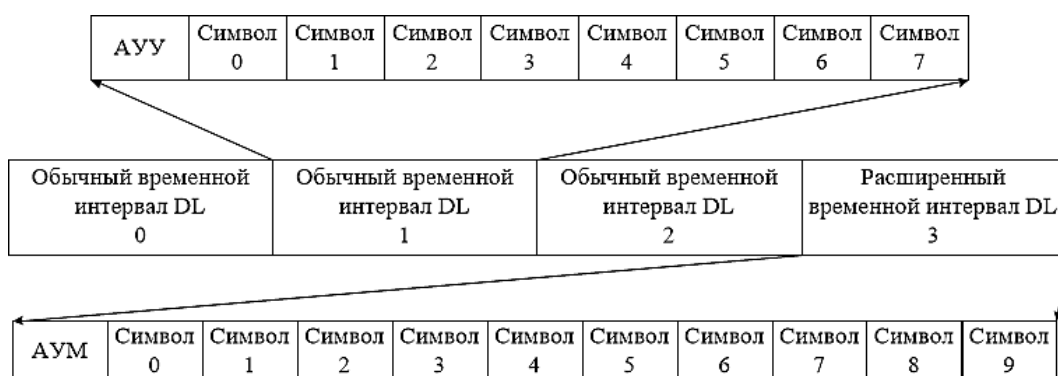 АУУ Символ Символ Символ Символ Символ Символ Символ Символ
0 1 2 3 4 5 6 7
Обычный временной Обычный временной Обычный временной Расширенный
интервал DL интервал DL интервал DL временной интервал DL
0 1 2 3
АУМ Символ Символ Символ Символ Символ Символ Символ Символ Символ Символ
0 1 2 3 4 5 6 7 8 9